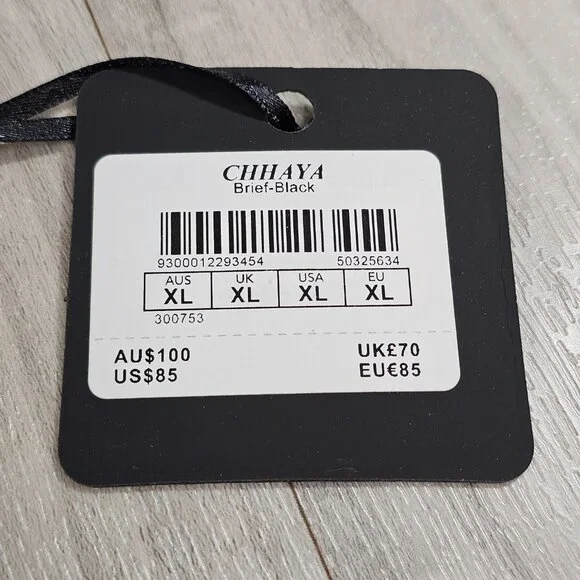 CHHAYA
Brief-Black
9300012293454 50325634
AUS UK USA EU
XL XL XL XL
300753
AU$100 UK£70
US$85 EU€85